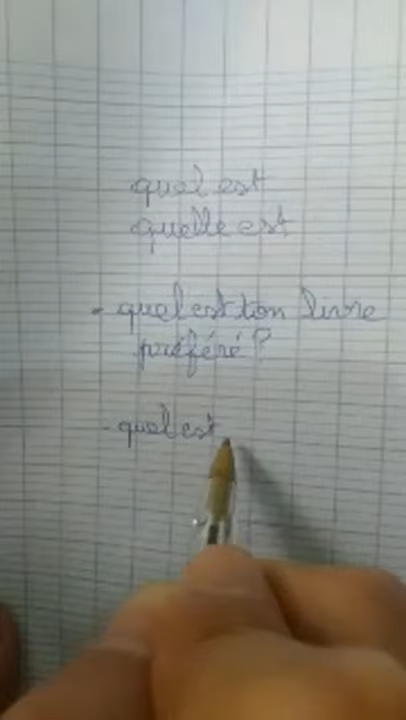 quel est
quelle est
- quel est ton livre
préféré ?
- quel est